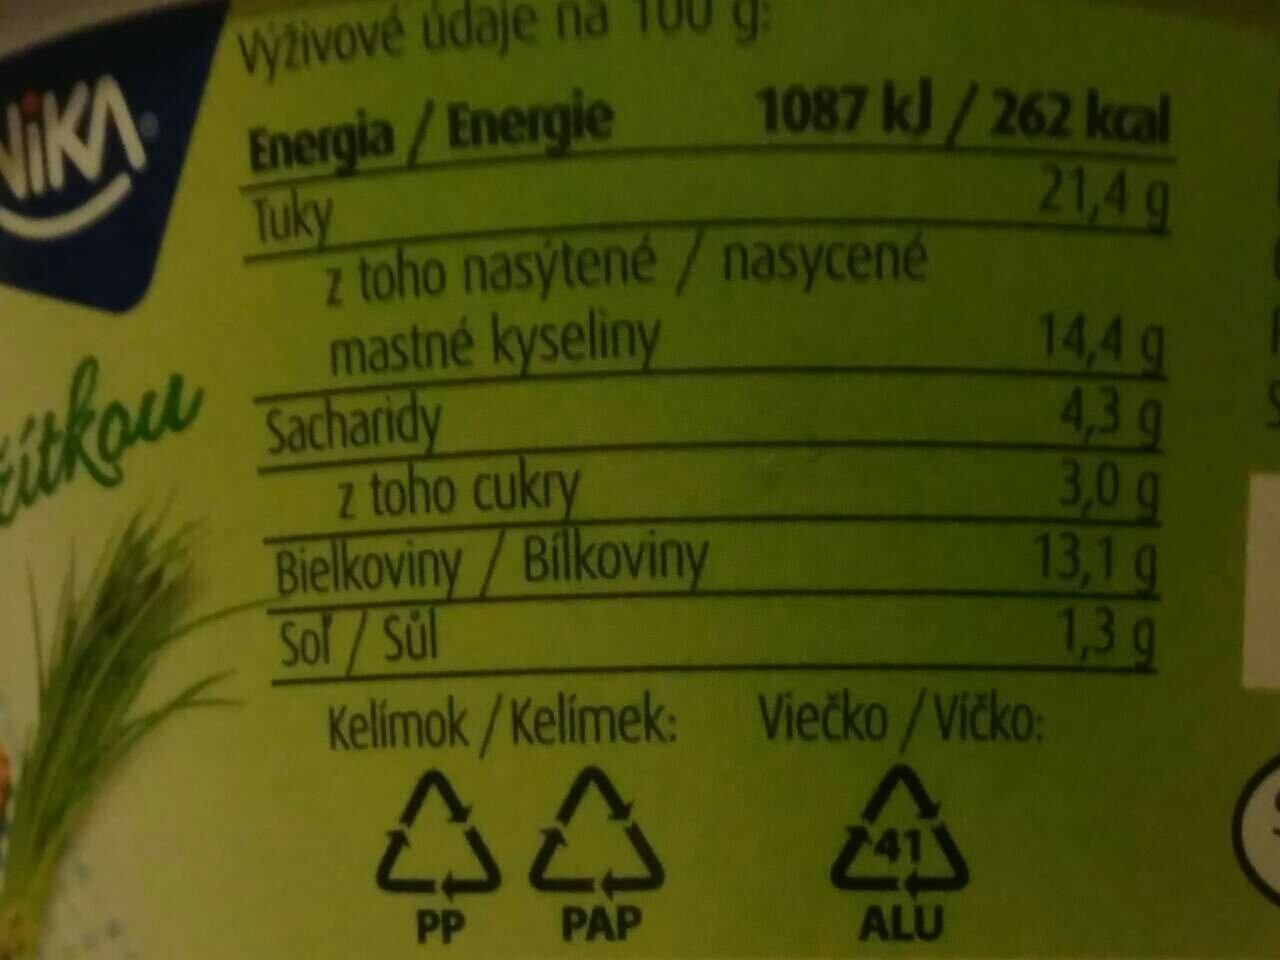 Výživové údaje na 100 g:
Energia / Energie 1087 kJ / 262 kcal
Tuky 21,4 g
z toho nasýtené / nasycené
mastné kyseliny 14,4 g
Sacharidy 4,3 g
z toho cukry 3,0 g
Bielkoviny / Bílkoviny 13,1 g
Soľ / Sůl 1,3 g
Kelímok / Kelímek: Viečko / Víčko:
41
PP PAP ALU